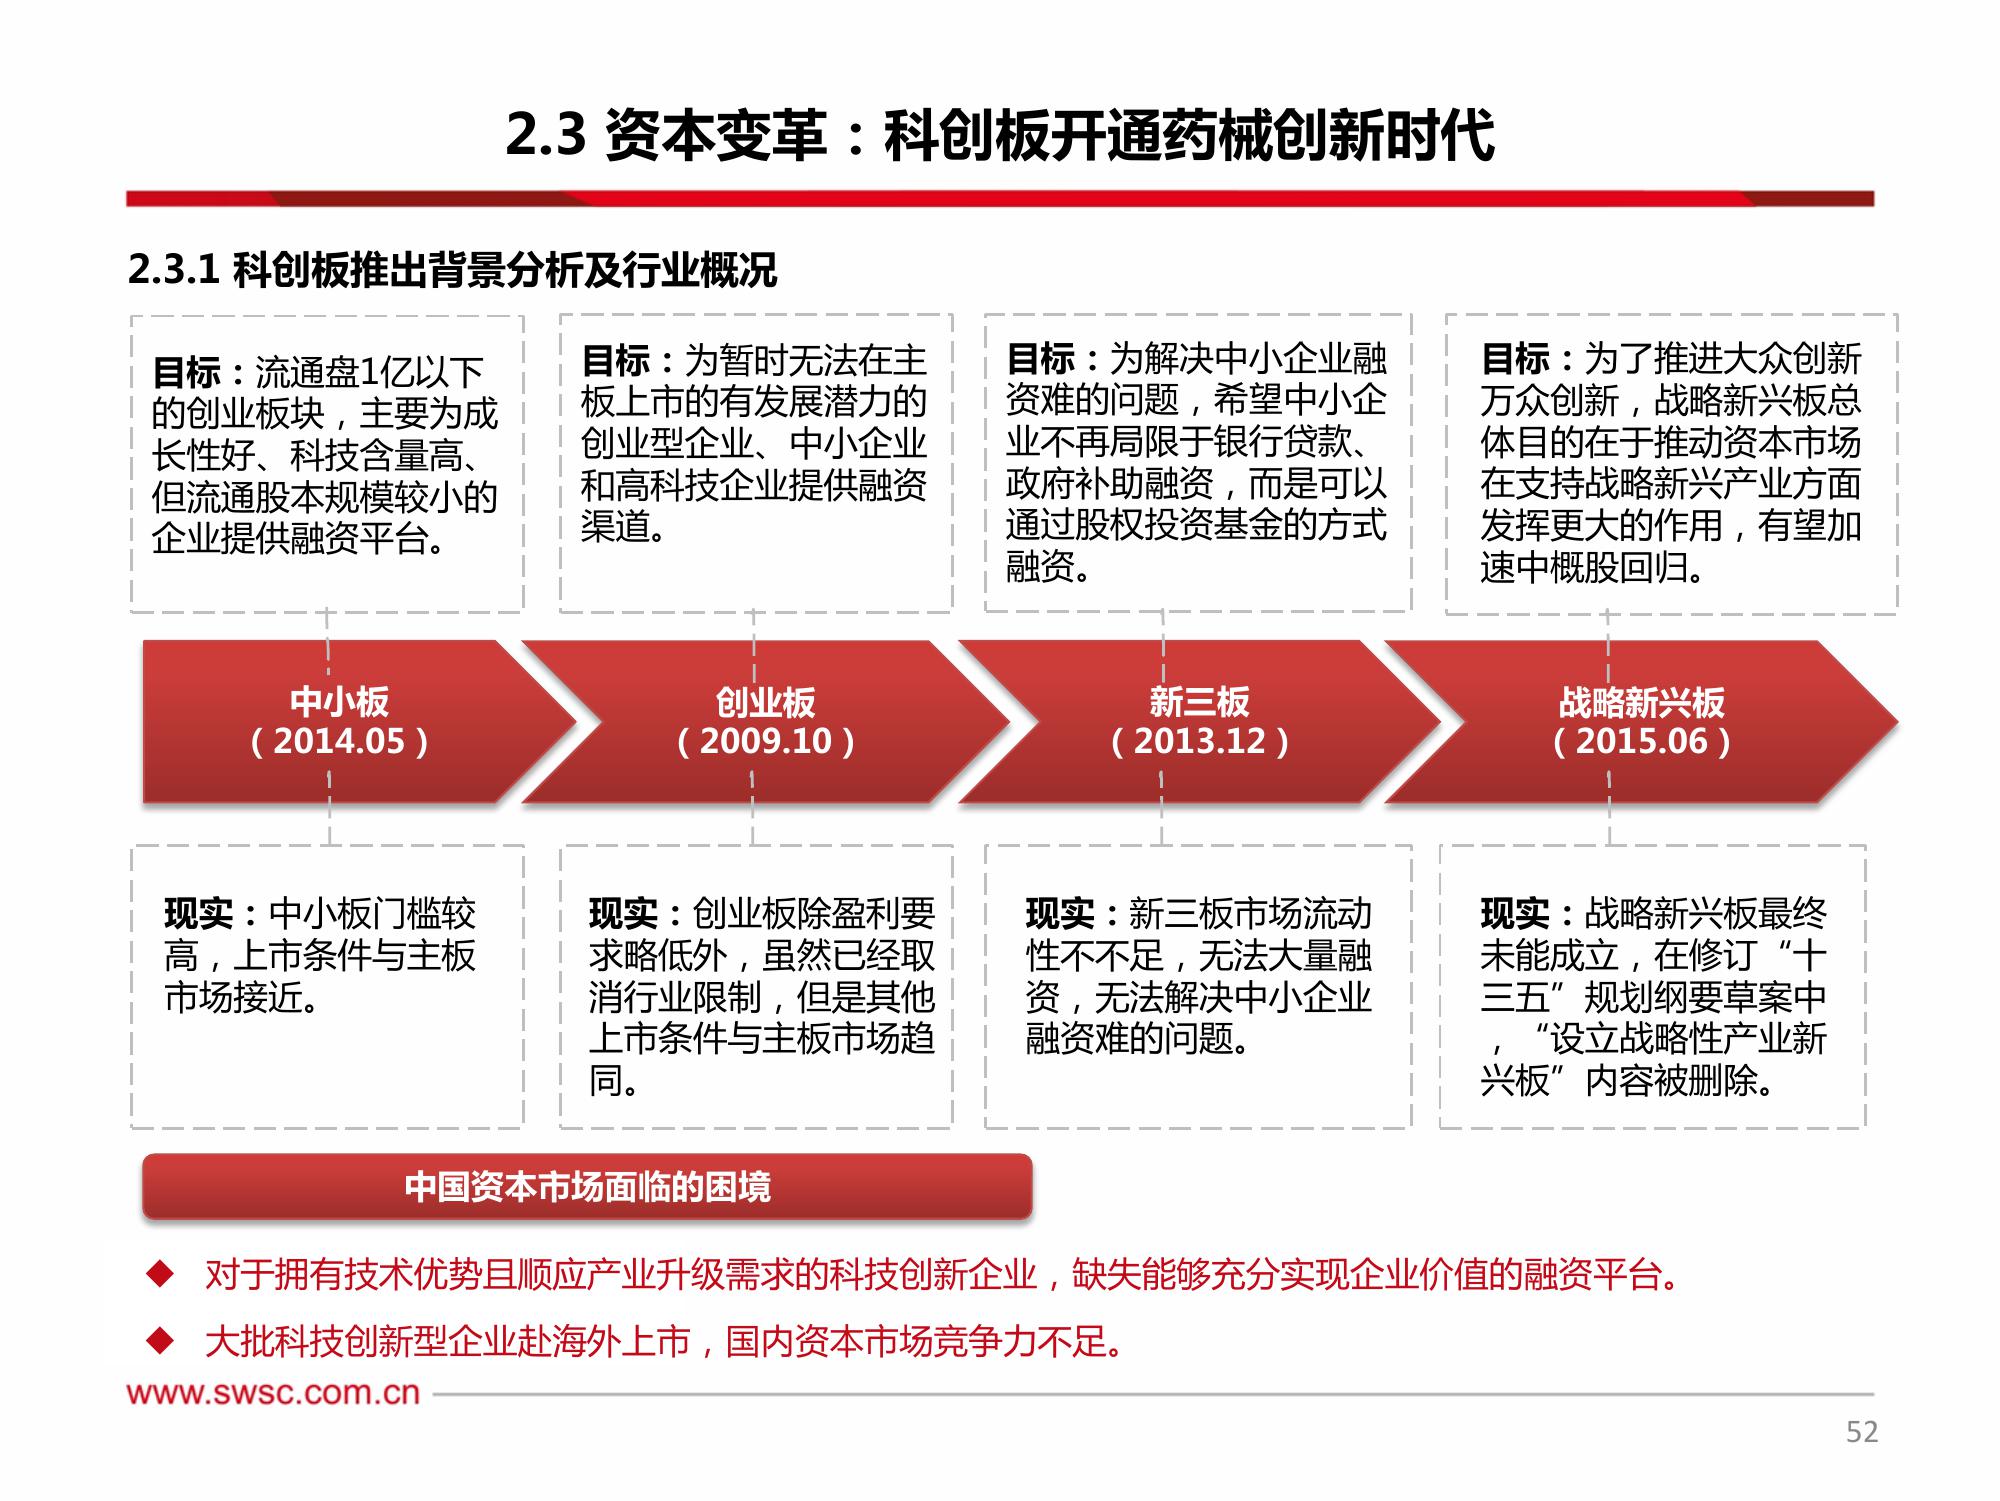 2.3 资本变革：科创板开通药械创新时代
2.3.1 科创板推出背景分析及行业概况
目标：流通盘1亿以下
的创业板块，主要为成
长性好、科技含量高、
但流通股本规模较小的
企业提供融资平台。
目标：为暂时无法在主
板上市的有发展潜力的
创业型企业、中小企业
和高科技企业提供融资
渠道。
目标：为解决中小企业融
资难的问题，希望中小企
业不再局限于银行贷款、
政府补助融资，而是可以
通过股权投资基金的方式
融资。
目标：为了推进大众创新
万众创新，战略新兴板总
体目的在于推动资本市场
在支持战略新兴产业方面
发挥更大的作用，有望加
速中概股回归。
中小板
（2014.05）
创业板
（2009.10）
新三板
（2013.12）
战略新兴板
（2015.06）
现实：中小板门槛较
高，上市条件与主板
市场接近。
现实：创业板除盈利要
求略低外，虽然已经取
消行业限制，但是其他
上市条件与主板市场趋
同。
现实：新三板市场流动
性不不足，无法大量融
资，无法解决中小企业
融资难的问题。
现实：战略新兴板最终
未能成立，在修订“十
三五”规划纲要草案中
，“设立战略性产业新
兴板”内容被删除。
中国资本市场面临的困境
◆ 对于拥有技术优势且顺应产业升级需求的科技创新企业，缺失能够充分实现企业价值的融资平台。
◆ 大批科技创新型企业赴海外上市，国内资本市场竞争力不足。
www.swsc.com.cn
52